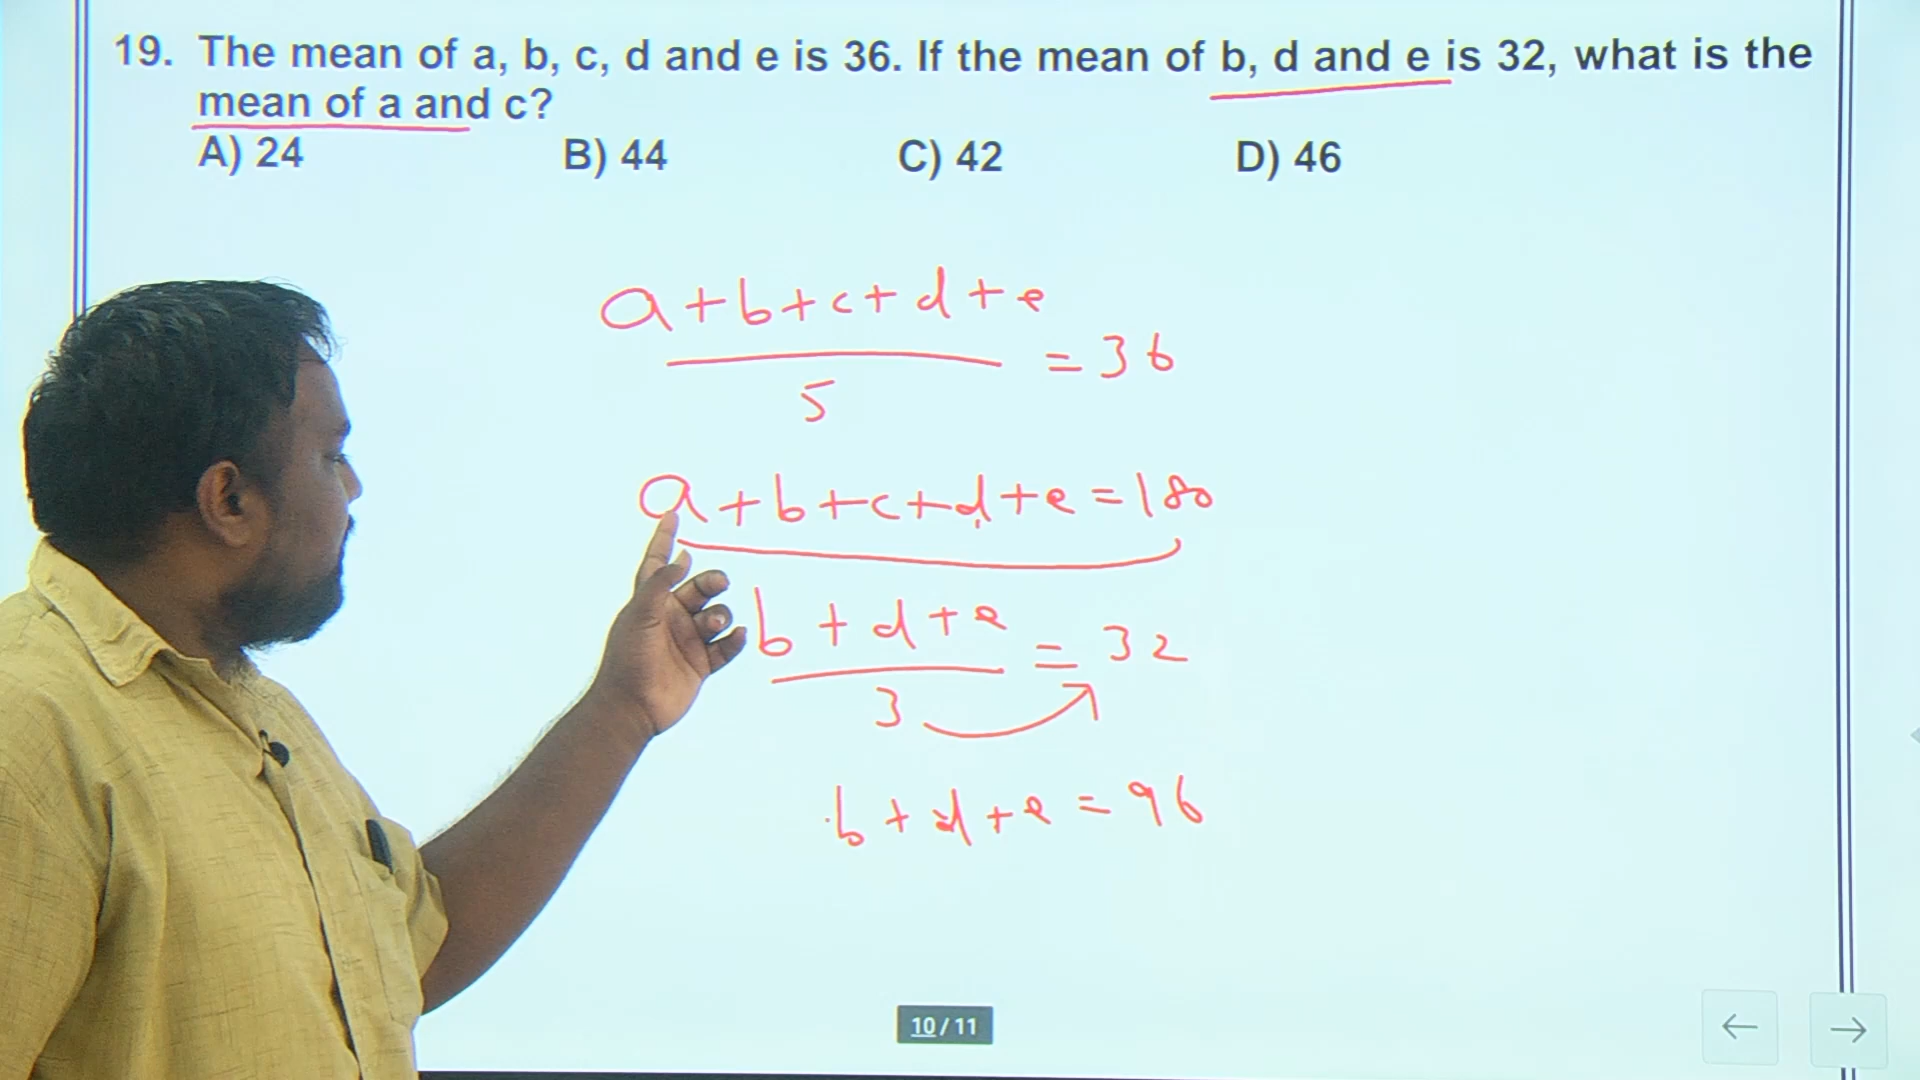 19. The mean of a, b, c, d and e is 36. If the mean of b, d and e is 32, what is the
mean of a and c?
A) 24 B) 44 C) 42 D) 46
a+b+c+d+e
= 36
5
a+b+c+d+e=180
b+d+e
= 32
3
b+d+e=96
10/11
← →